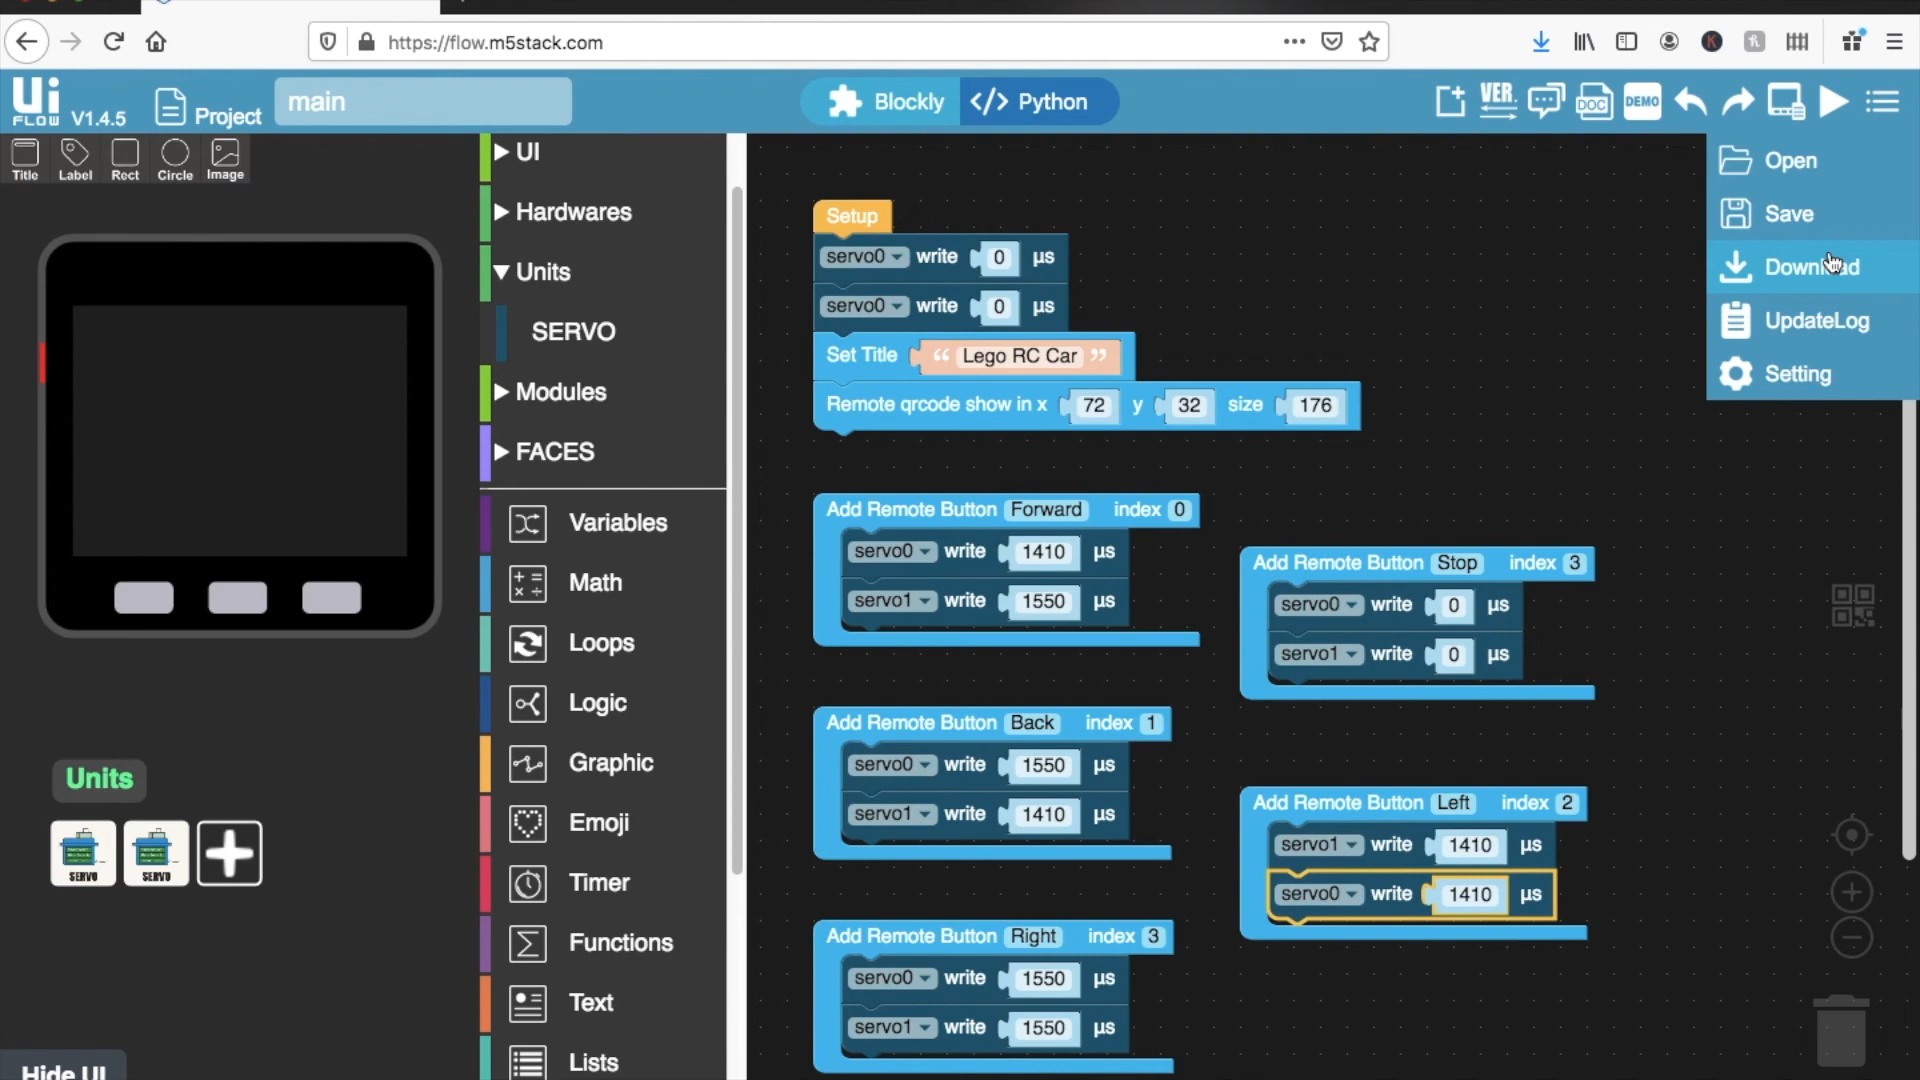 https://flow.m5stack.com
Ui
FLOW
V1.4.5
Project
main
Blockly
</> Python
VER.
DOC
DEMO
Title
Label
Rect
Circle
Image
Open
Save
Download
UpdateLog
Setting
UI
Hardwares
Units
SERVO
Modules
FACES
Variables
Math
Loops
Logic
Graphic
Emoji
Timer
Functions
Text
Lists
Units
SERVO
SERVO
Hide UI
Setup
servo0 write 0 µs
servo0 write 0 µs
Set Title “ Lego RC Car ”
Remote qrcode show in x 72 y 32 size 176
Add Remote Button Forward index 0
servo0 write 1410 µs
servo1 write 1550 µs
Add Remote Button Stop index 3
servo0 write 0 µs
servo1 write 0 µs
Add Remote Button Back index 1
servo0 write 1550 µs
servo1 write 1410 µs
Add Remote Button Left index 2
servo1 write 1410 µs
servo0 write 1410 µs
Add Remote Button Right index 3
servo0 write 1550 µs
servo1 write 1550 µs